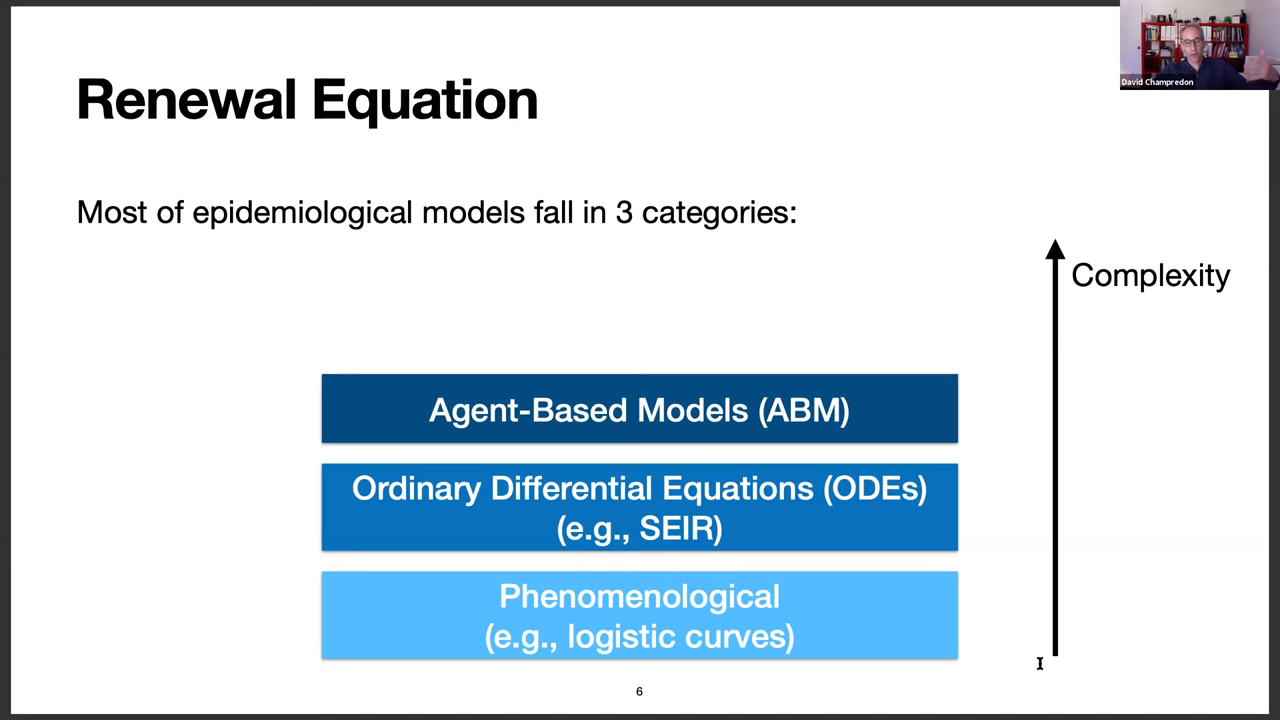 Renewal Equation
David Champredon
Most of epidemiological models fall in 3 categories:
Complexity
Agent-Based Models (ABM)
Ordinary Differential Equations (ODEs)
(e.g., SEIR)
Phenomenological
(e.g., logistic curves)
6